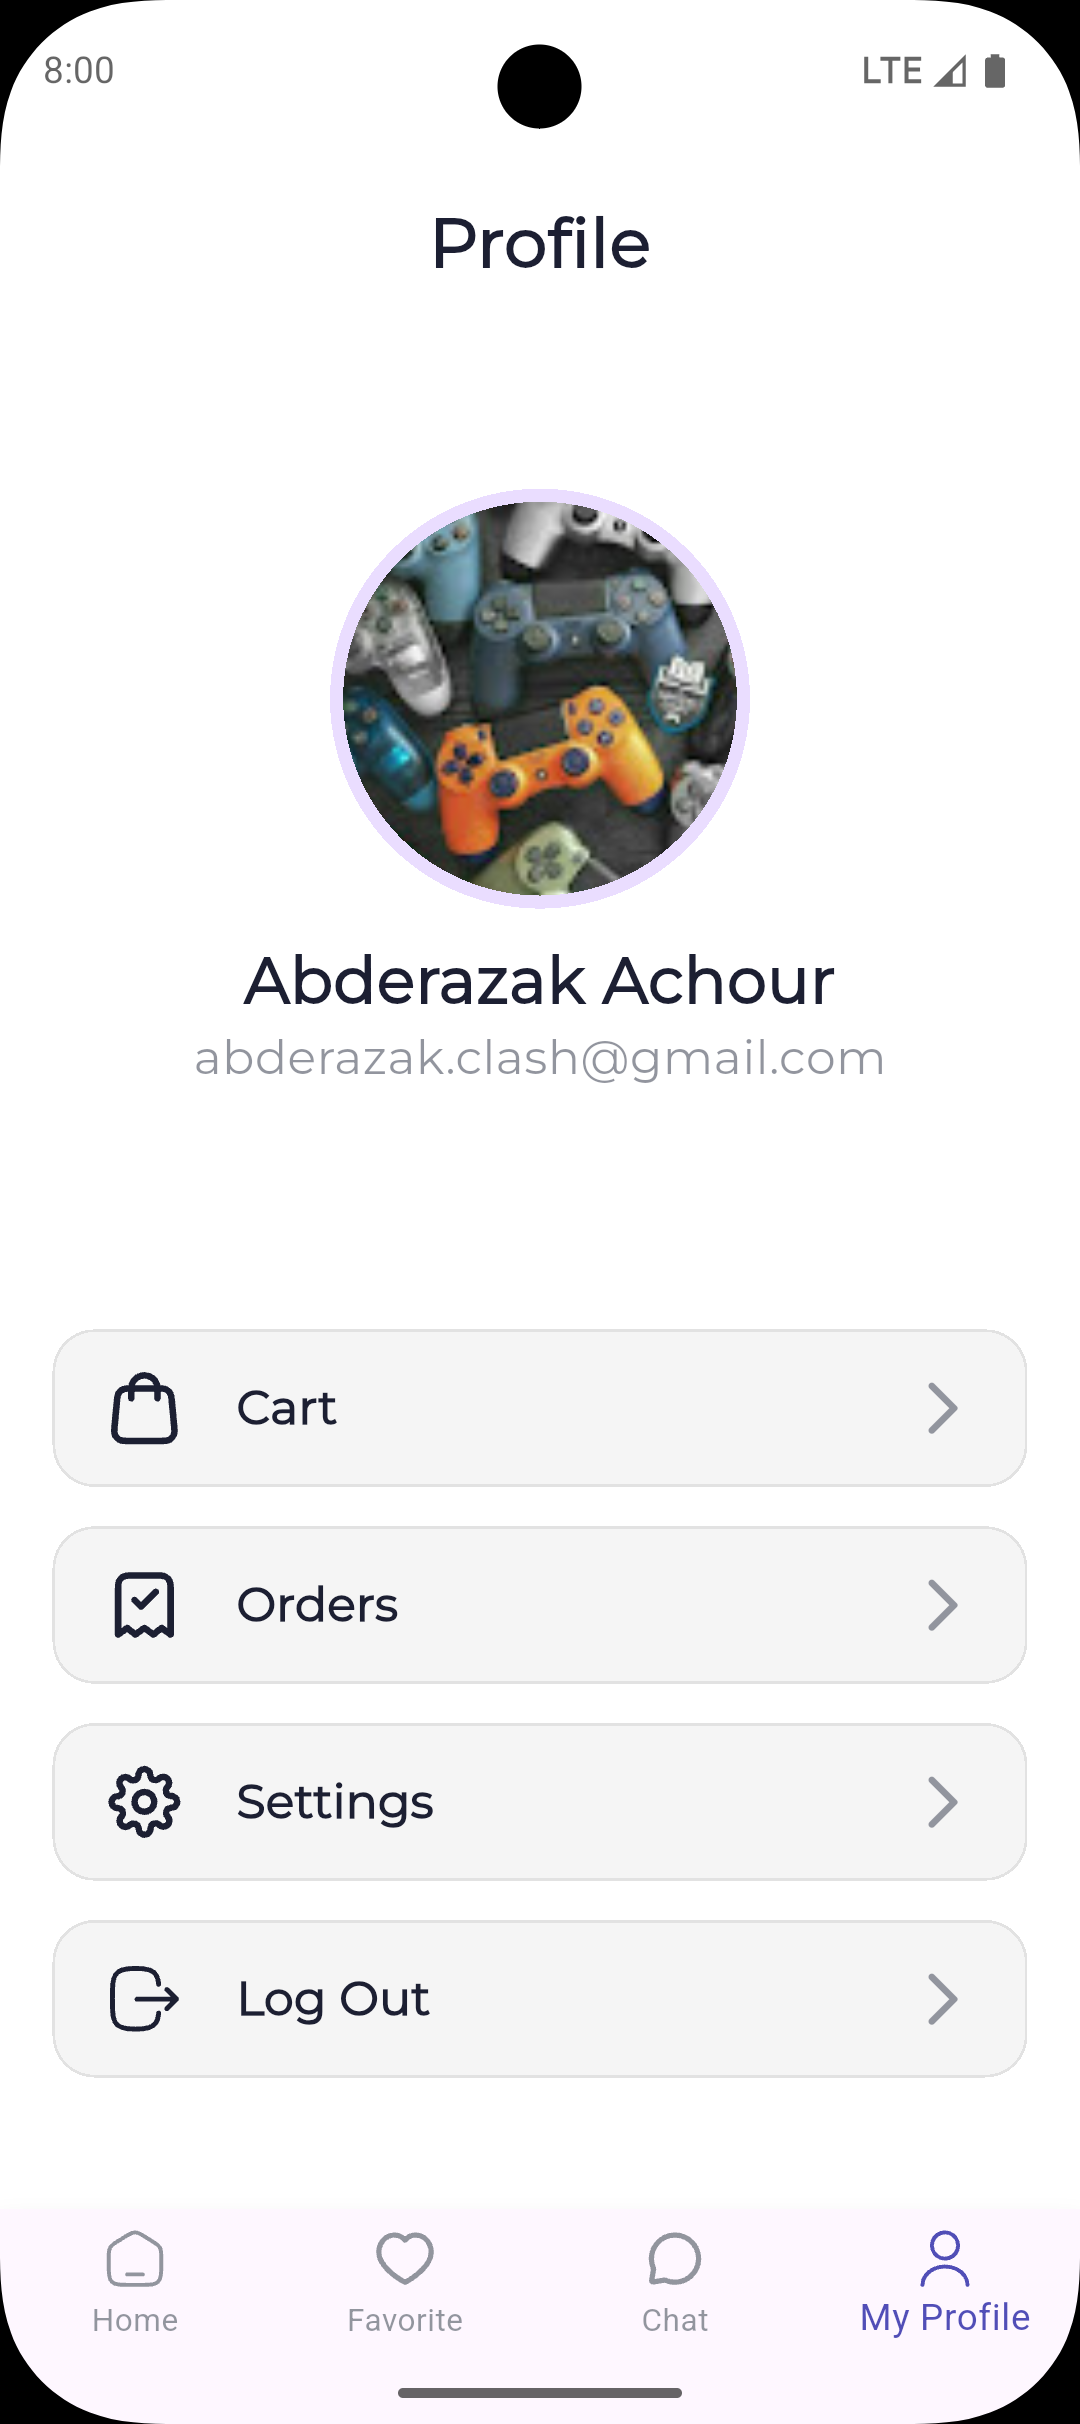 8:00
LTE
Profile
Abderazak Achour
abderazak.clash@gmail.com
Cart
Orders
Settings
Log Out
Home
Favorite
Chat
My Profile